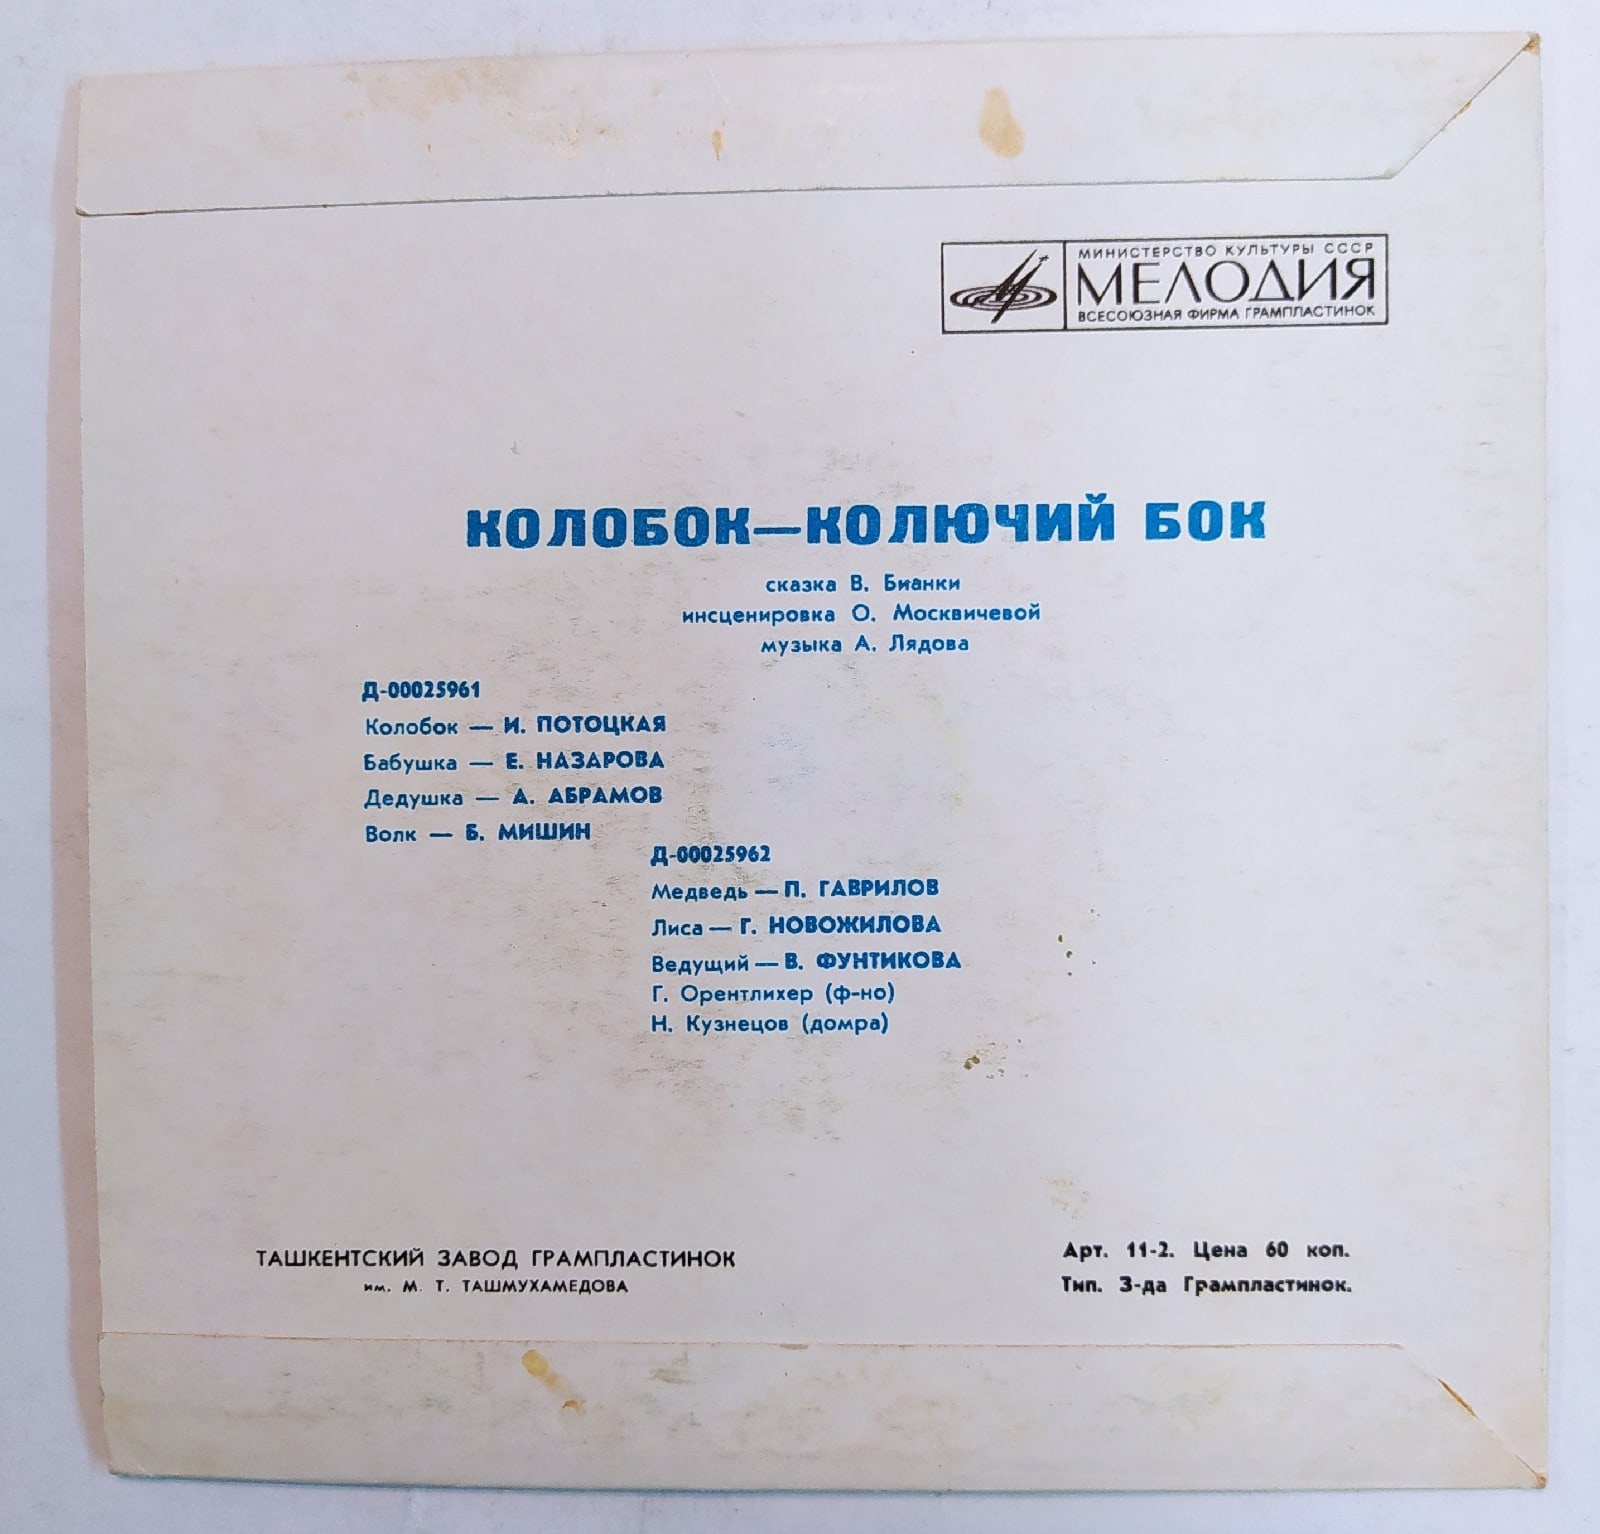 МИНИСТЕРСТВО КУЛЬТУРЫ СССР
МЕЛОДИЯ
ВСЕСОЮЗНАЯ ФИРМА ГРАМПЛАСТИНОК
КОЛОБОК—КОЛЮЧИЙ БОК
сказка В. Бианки
инсценировка О. Москвичевой
музыка А. Лядова
Д-00025961
Колобок — И. ПОТОЦКАЯ
Бабушка — Е. НАЗАРОВА
Дедушка — А. АБРАМОВ
Волк — Б. МИШИН
Д-00025962
Медведь — П. ГАВРИЛОВ
Лиса — Г. НОВОЖИЛОВА
Ведущий — В. ФУНТИКОВА
Г. Орентлихер (ф-но)
Н. Кузнецов (домра)
ТАШКЕНТСКИЙ ЗАВОД ГРАМПЛАСТИНОК
им. М. Т. ТАШМУХАМЕДОВА
Арт. 11-2. Цена 60 коп.
Тип. З-да Грампластинок.